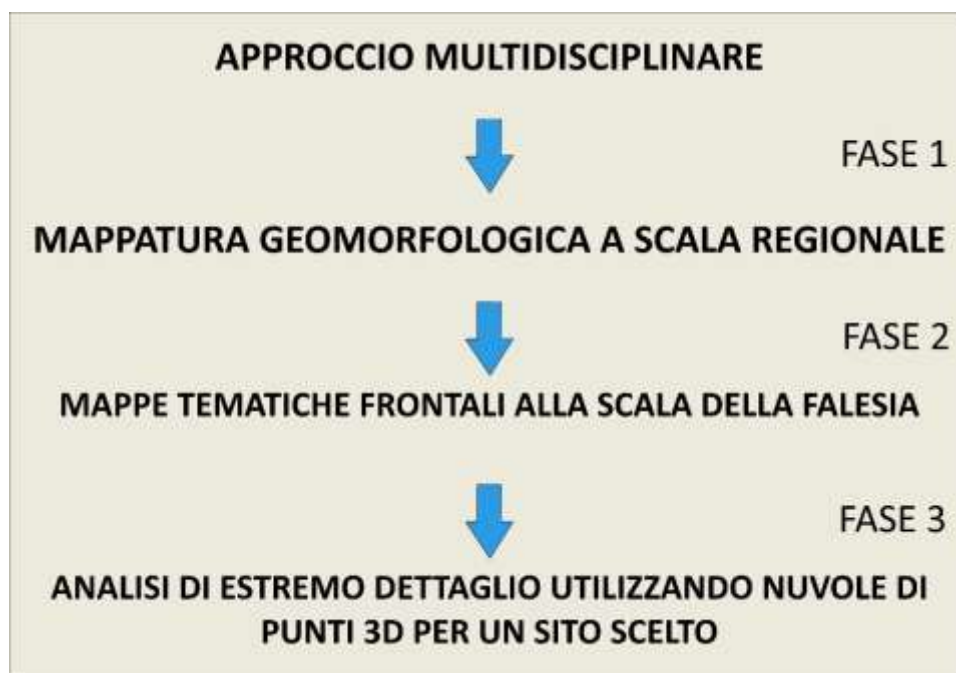 APPROCCIO MULTIDISCIPLINARE
FASE 1
MAPPATURA GEOMORFOLOGICA A SCALA REGIONALE
FASE 2
MAPPE TEMATICHE FRONTALI ALLA SCALA DELLA FALESIA
FASE 3
ANALISI DI ESTREMO DETTAGLIO UTILIZZANDO NUVOLE DI
PUNTI 3D PER UN SITO SCELTO